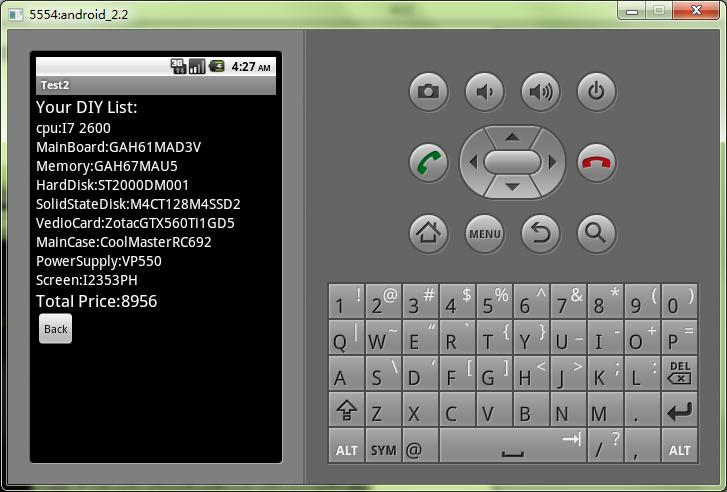 5554:android_2.2
3G 4:27 AM
Test2
Your DIY List:
cpu:I7 2600
MainBoard:GAH61MAD3V
Memory:GAH67MAU5
HardDisk:ST2000DM001
SolidStateDisk:M4CT128M4SSD2
VedioCard:ZotacGTX560Ti1GD5
MainCase:CoolMasterRC692
PowerSupply:VP550
Screen:I2353PH
Total Price:8956
Back
MENU
1 ! 2 @ 3 # 4 $ 5 % 6 ^ 7 & 8 * 9 ( 0 )
Q | W ~ E “ R ` T { Y } U _ I - O + P =
A S \ D ' F [ G ] H < J > K ; L : DEL
Z X C V B N M .
ALT SYM @ / ? , ALT